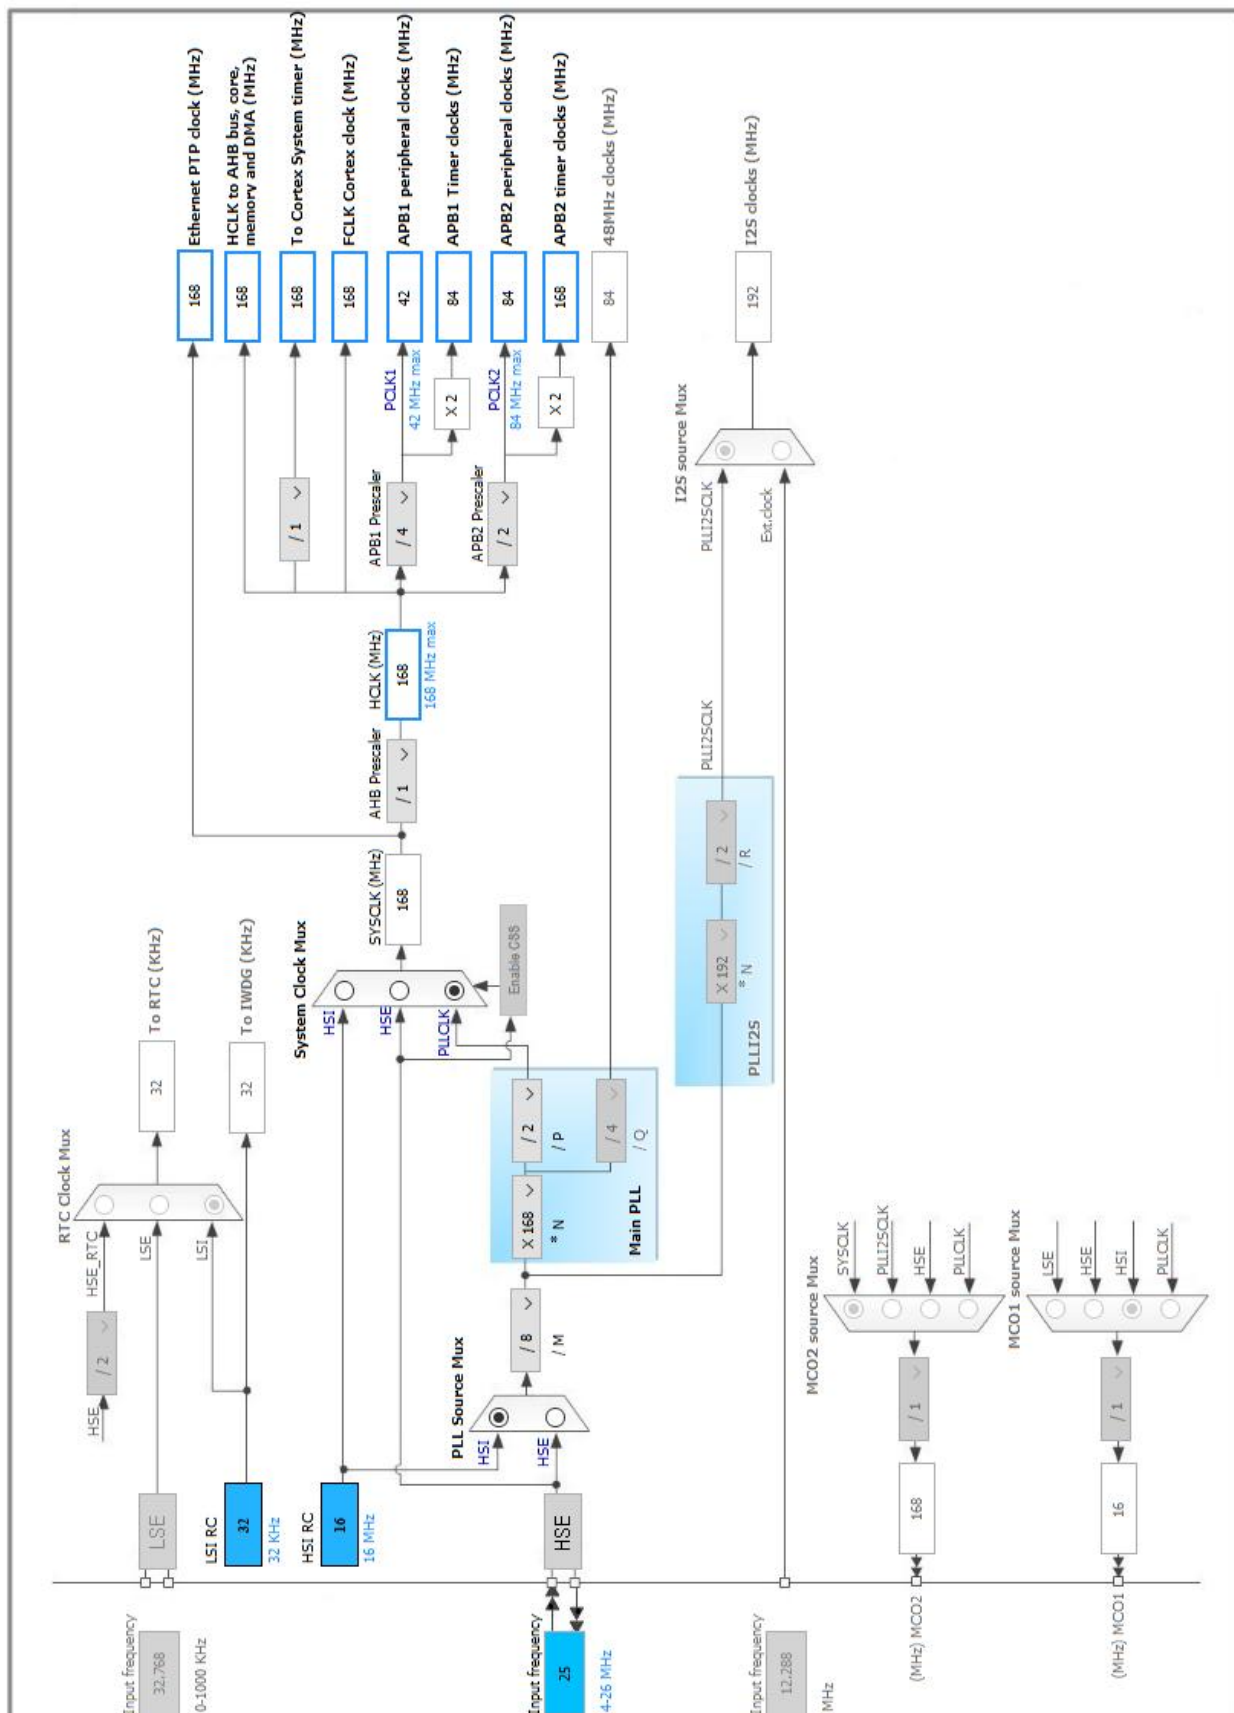 Input frequency
32.768
0-1000 KHz
LSE
HSE
/ 2
HSE_RTC
LSE
LSI
RTC Clock Mux
32
To RTC (KHz)
LSI RC
32
32 KHz
32
To IWDG (KHz)
HSI RC
16
16 MHz
Input frequency
25
4-26 MHz
HSE
PLL Source Mux
HSI
HSE
/ 8
/ M
X 168
* N
/ 2
/ P
/ 4
/ Q
Main PLL
System Clock Mux
HSI
HSE
PLLCLK
Enable CSS
SYSCLK (MHz)
168
AHB Prescaler
/ 1
HCLK (MHz)
168
168 MHz max
/ 1
APB1 Prescaler
/ 4
PCLK1
42 MHz max
X 2
APB2 Prescaler
/ 2
PCLK2
84 MHz max
X 2
168
Ethernet PTP clock (MHz)
168
HCLK to AHB bus, core,
memory and DMA (MHz)
168
To Cortex System timer (MHz)
168
FCLK Cortex clock (MHz)
42
APB1 peripheral clocks (MHz)
84
APB1 Timer clocks (MHz)
84
APB2 peripheral clocks (MHz)
168
APB2 timer clocks (MHz)
84
48MHz clocks (MHz)
X 192
* N
/ 2
/ R
PLLI2S
PLLI2SCLK
PLLI2SCLK
Ext.clock
I2S source Mux
192
I2S clocks (MHz)
Input frequency
12.288
MHz
MCO2 source Mux
SYSCLK
PLLI2SCLK
HSE
PLLCLK
/ 1
168
(MHz) MCO2
MCO1 source Mux
LSE
HSE
HSI
PLLCLK
/ 1
16
(MHz) MCO1